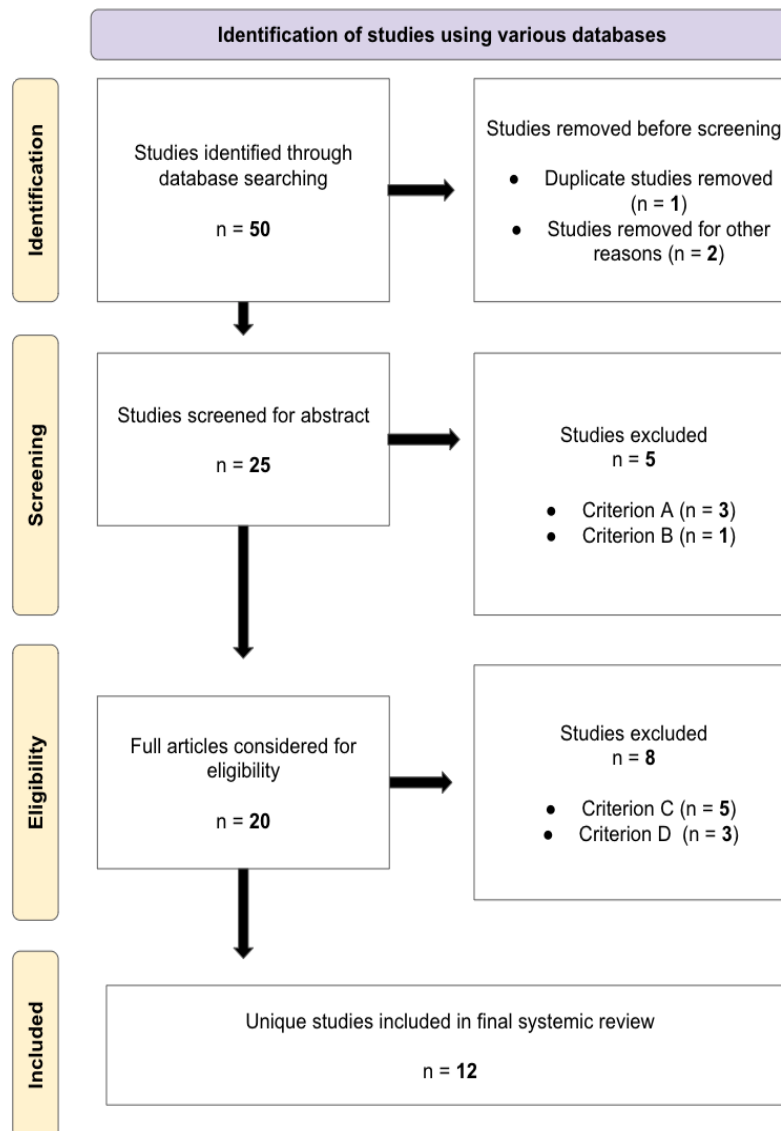 Identification of studies using various databases
Identification
Studies identified through
database searching
n = 50
Studies removed before screening
● Duplicate studies removed
(n = 1)
● Studies removed for other
reasons (n = 2)
Screening
Studies screened for abstract
n = 25
Studies excluded
n = 5
● Criterion A (n = 3)
● Criterion B (n = 1)
Eligibility
Full articles considered for
eligibility
n = 20
Studies excluded
n = 8
● Criterion C (n = 5)
● Criterion D (n = 3)
Included
Unique studies included in final systemic review
n = 12